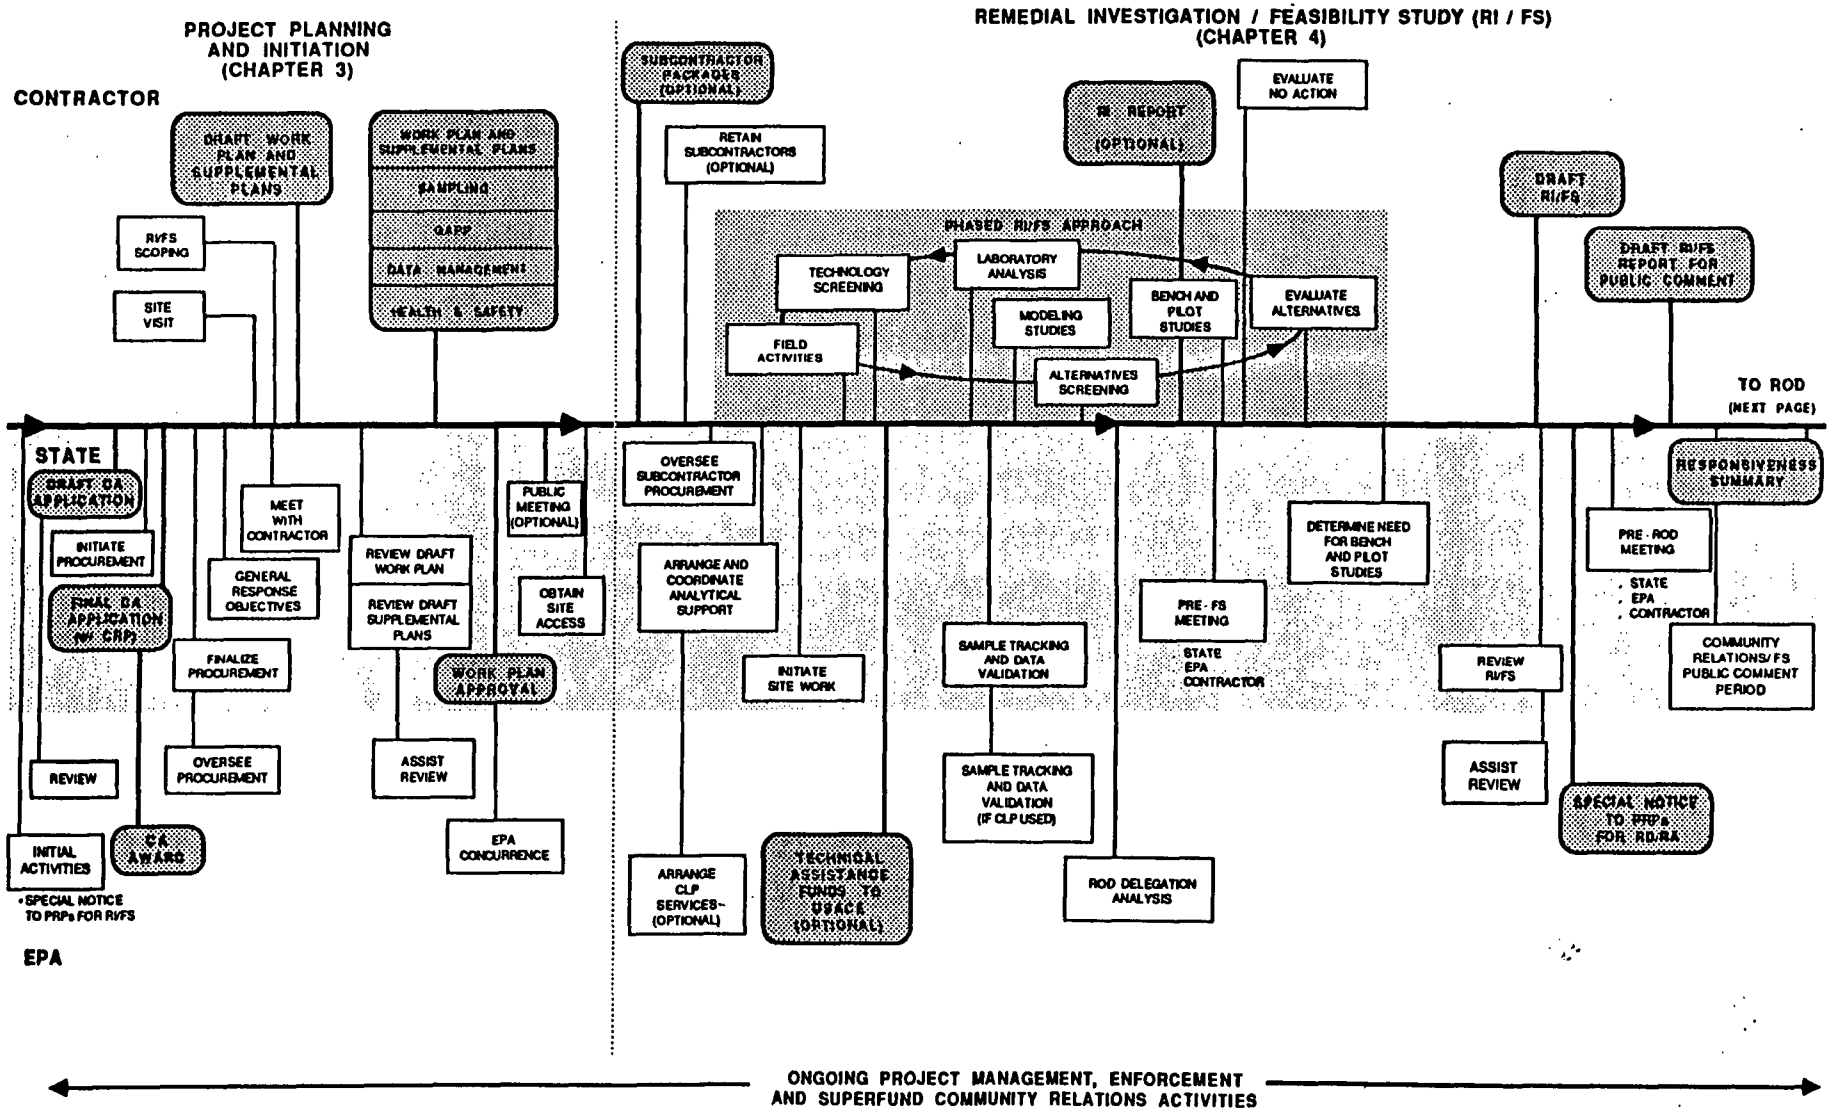 PROJECT PLANNING
AND INITIATION
(CHAPTER 3)
REMEDIAL INVESTIGATION / FEASIBILITY STUDY (RI / FS)
(CHAPTER 4)
CONTRACTOR
DRAFT WORK
PLAN AND
SUPPLEMENTAL
PLANS
WORK PLAN AND
SUPPLEMENTAL PLANS
SAMPLING
QAPP
DATA MANAGEMENT
HEALTH & SAFETY
RI/FS
SCOPING
SITE
VISIT
SUBCONTRACTOR
PACKAGES
(OPTIONAL)
RETAIN
SUBCONTRACTORS
(OPTIONAL)
RI REPORT
(OPTIONAL)
EVALUATE
NO ACTION
PHASED RI/FS APPROACH
TECHNOLOGY
SCREENING
LABORATORY
ANALYSIS
FIELD
ACTIVITIES
MODELING
STUDIES
ALTERNATIVES
SCREENING
BENCH AND
PILOT
STUDIES
EVALUATE
ALTERNATIVES
DRAFT
RI/FS
DRAFT RI/FS
REPORT FOR
PUBLIC COMMENT
TO ROD
(NEXT PAGE)
STATE
DRAFT CA
APPLICATION
INITIATE
PROCUREMENT
FINAL CA
APPLICATION
(w/ CRP)
MEET
WITH
CONTRACTOR
GENERAL
RESPONSE
OBJECTIVES
FINALIZE
PROCUREMENT
REVIEW DRAFT
WORK PLAN
REVIEW DRAFT
SUPPLEMENTAL
PLANS
WORK PLAN
APPROVAL
PUBLIC
MEETING
(OPTIONAL)
OBTAIN
SITE
ACCESS
OVERSEE
SUBCONTRACTOR
PROCUREMENT
ARRANGE AND
COORDINATE
ANALYTICAL
SUPPORT
INITIATE
SITE WORK
SAMPLE TRACKING
AND DATA
VALIDATION
PRE - FS
MEETING
STATE
EPA
CONTRACTOR
DETERMINE NEED
FOR BENCH
AND PILOT
STUDIES
REVIEW
RI/FS
PRE - ROD
MEETING
. STATE
. EPA
. CONTRACTOR
RESPONSIVENESS
SUMMARY
COMMUNITY
RELATIONS/FS
PUBLIC COMMENT
PERIOD
REVIEW
INITIAL
ACTIVITIES
• SPECIAL NOTICE
TO PRPs FOR RI/FS
CA
AWARD
OVERSEE
PROCUREMENT
ASSIST
REVIEW
EPA
CONCURRENCE
ARRANGE
CLP
SERVICES--
(OPTIONAL)
TECHNICAL
ASSISTANCE
FUNDS TO
USACE
(OPTIONAL)
SAMPLE TRACKING
AND DATA
VALIDATION
(IF CLP USED)
ROD DELEGATION
ANALYSIS
ASSIST
REVIEW
SPECIAL NOTICE
TO PRPs
FOR RD/RA
EPA
ONGOING PROJECT MANAGEMENT, ENFORCEMENT
AND SUPERFUND COMMUNITY RELATIONS ACTIVITIES